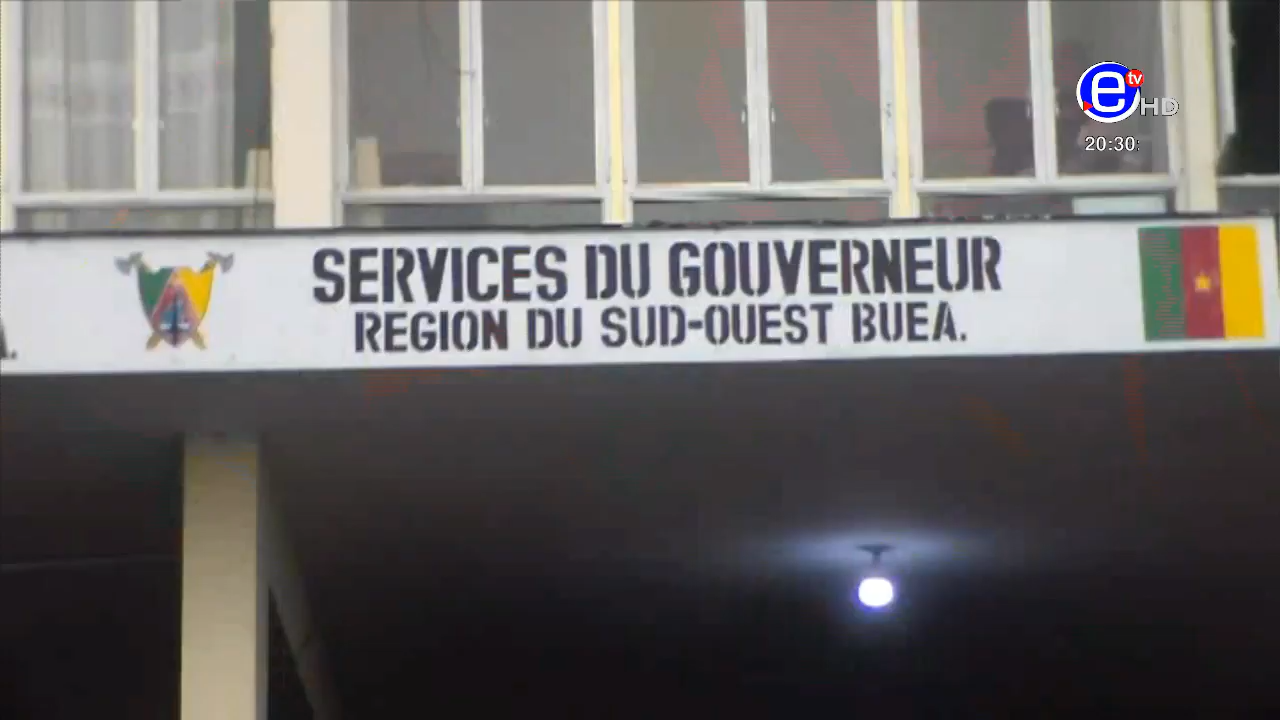 e tv HD
20:30:
SERVICES DU GOUVERNEUR
REGION DU SUD-OUEST BUEA.